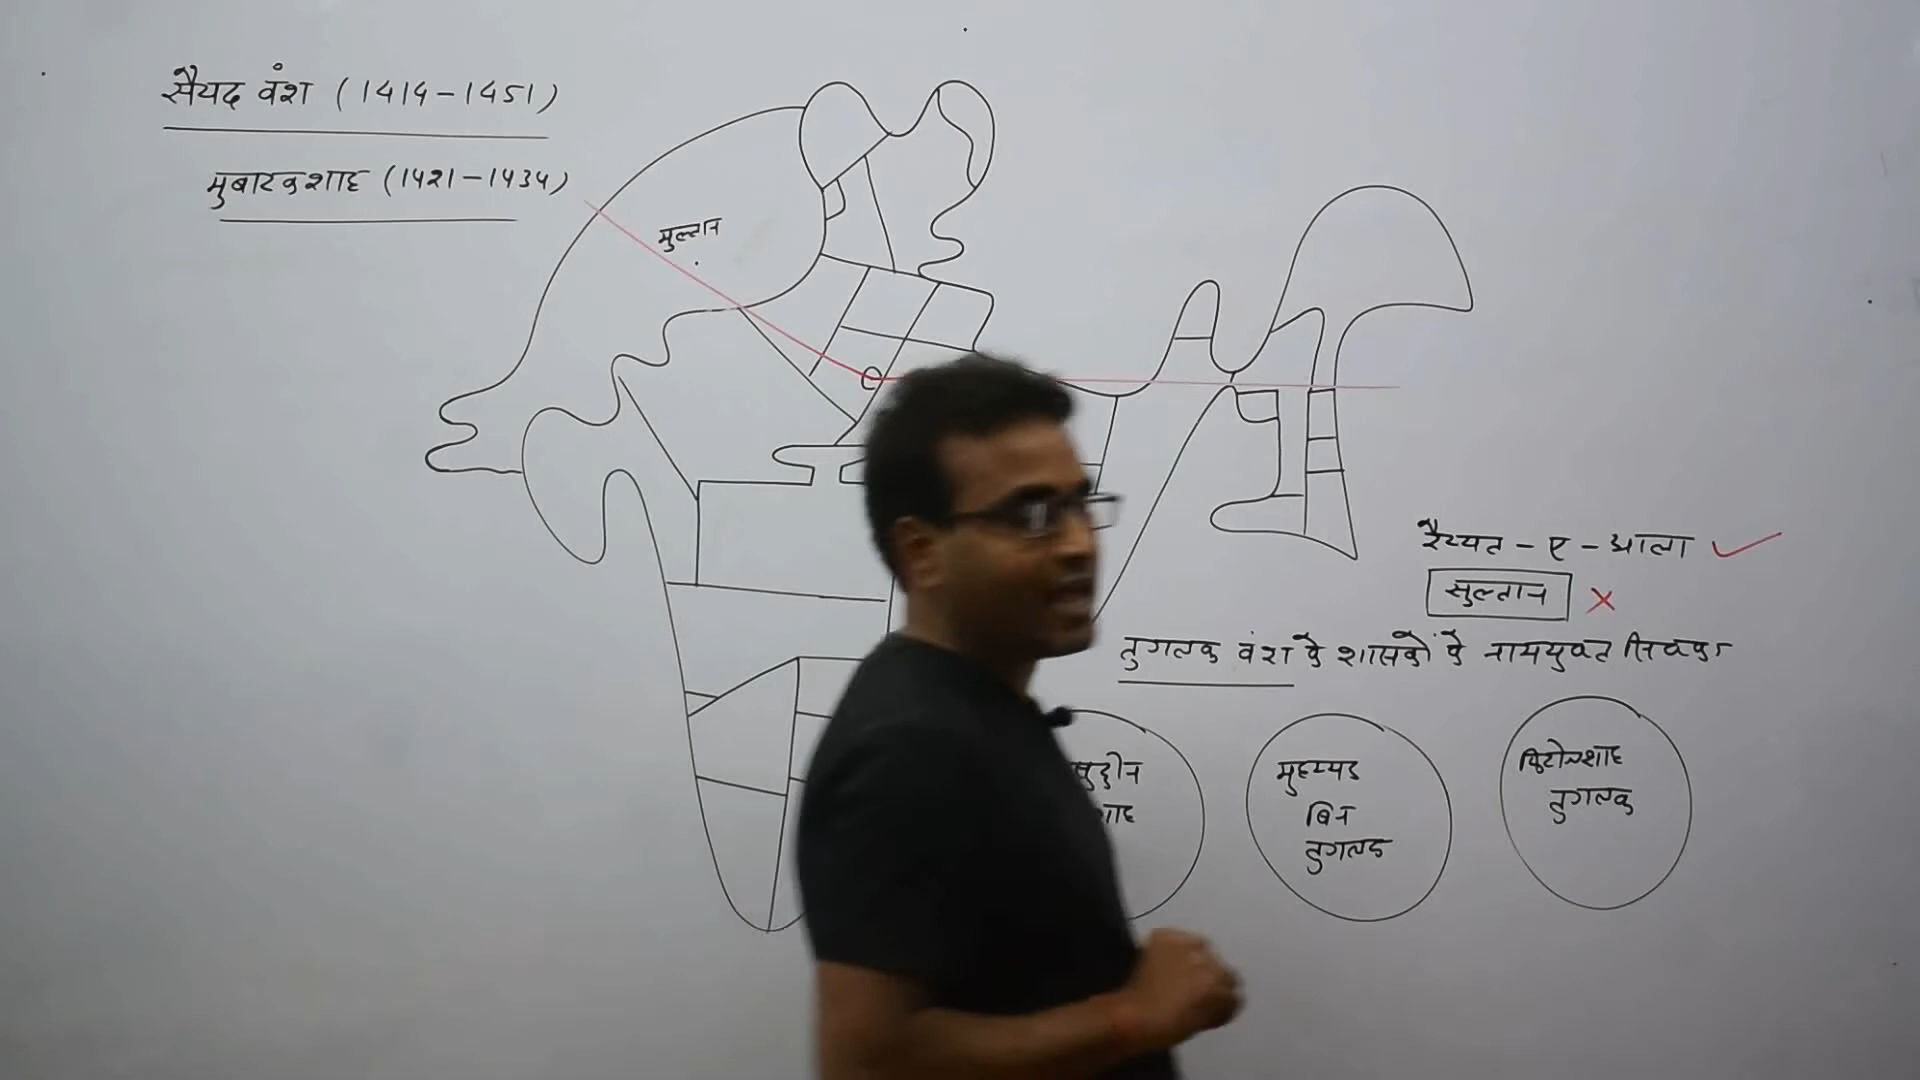 सैयद वंश (1414-1451)
मुबारकशाह (1421-1434)
मुल्तान
रैय्यत-ए-आला
सुल्तान
तुगलक वंश के शासकों के नामयुक्त सिक्का
मुहम्मद
बिन
तुगलक
फिरोजशाह
तुगलक